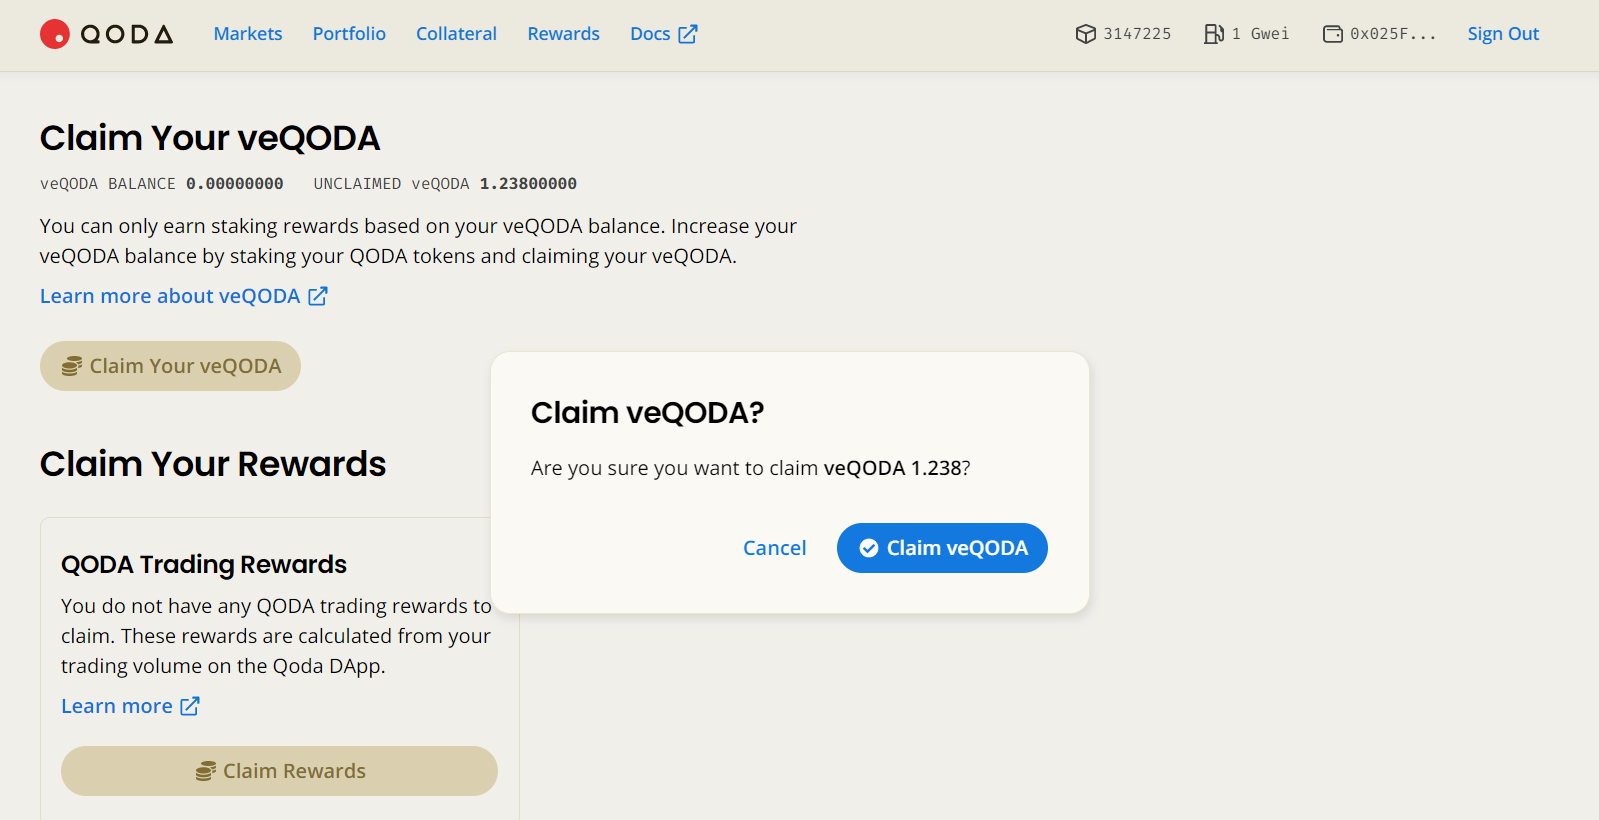 QODA
Markets Portfolio Collateral Rewards Docs 3147225 1 Gwei 0x025F... Sign Out
Claim Your veQODA
veQODA BALANCE 0.00000000 UNCLAIMED veQODA 1.23800000
You can only earn staking rewards based on your veQODA balance. Increase your
veQODA balance by staking your QODA tokens and claiming your veQODA.
Learn more about veQODA
Claim Your veQODA
Claim veQODA?
Are you sure you want to claim veQODA 1.238?
Cancel Claim veQODA
Claim Your Rewards
QODA Trading Rewards
You do not have any QODA trading rewards to
claim. These rewards are calculated from your
trading volume on the Qoda DApp.
Learn more
Claim Rewards